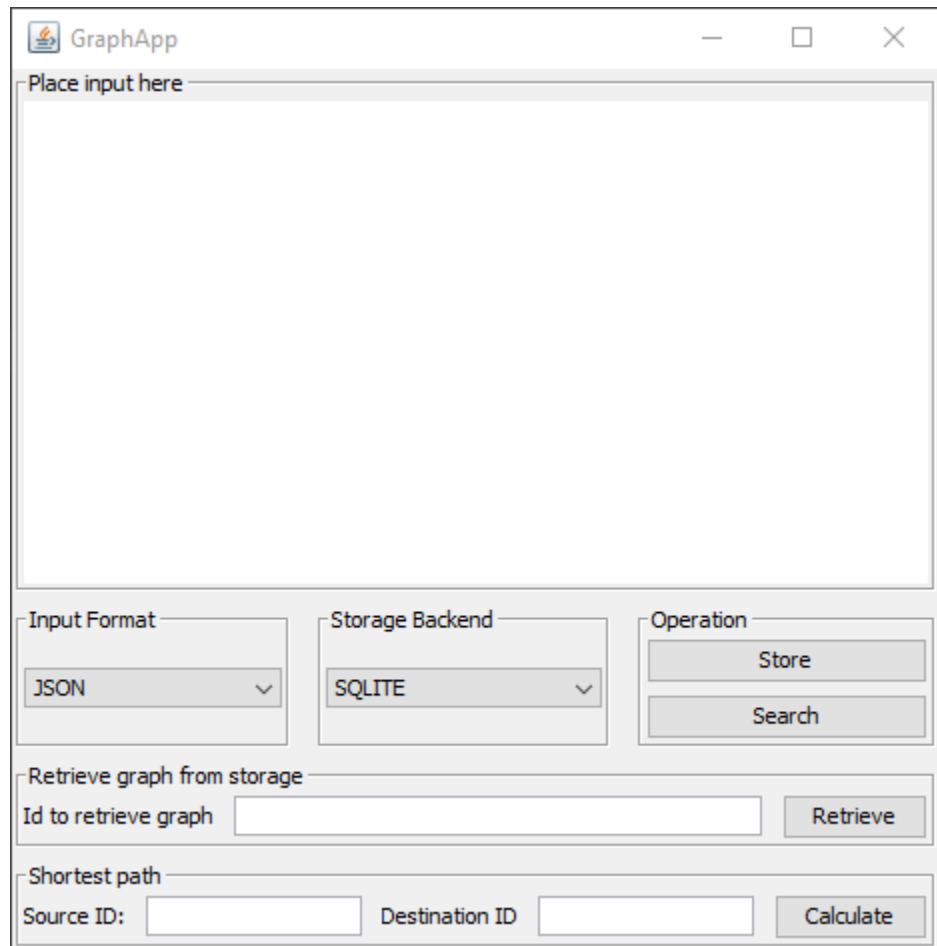 GraphApp
Place input here
Input Format
Storage Backend
Operation
JSON
SQLITE
Store
Search
Retrieve graph from storage
Id to retrieve graph
Retrieve
Shortest path
Source ID:
Destination ID
Calculate